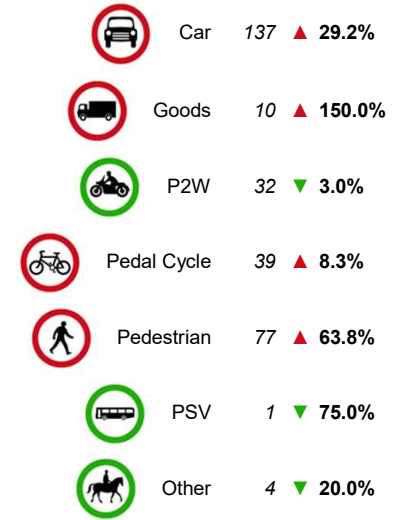 Car 137 ▲ 29.2%
Goods 10 ▲ 150.0%
P2W 32 ▼ 3.0%
Pedal Cycle 39 ▲ 8.3%
Pedestrian 77 ▲ 63.8%
PSV 1 ▼ 75.0%
Other 4 ▼ 20.0%